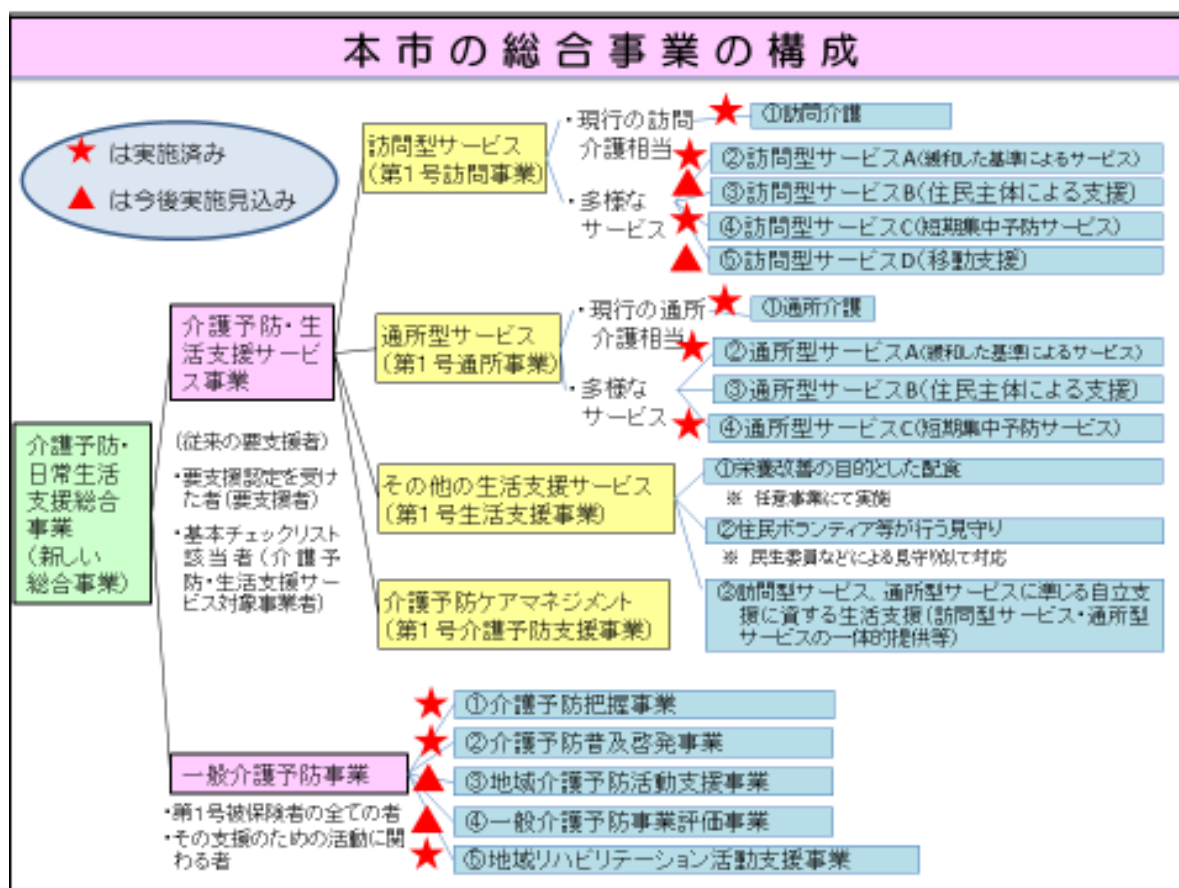 本市の総合事業の構成
★は実施済み
▲は今後実施見込み
介護予防・
日常生活
支援総合
事業
(新しい
総合事業)
介護予防・生
活支援サービ
ス事業
(従来の要支援者)
・要支援認定を受け
た者(要支援者)
・基本チェックリスト
該当者(介護予
防・生活支援サー
ビス対象事業者)
訪問型サービス
(第1号訪問事業)
・現行の訪問
介護相当
★
①訪問介護
・多様な
サービス
★
②訪問型サービスA(緩和した基準によるサービス)
▲
③訪問型サービスB(住民主体による支援)
★
④訪問型サービスC(短期集中予防サービス)
▲
⑤訪問型サービスD(移動支援)
通所型サービス
(第1号通所事業)
・現行の通所
介護相当
★
①通所介護
・多様な
サービス
★
②通所型サービスA(緩和した基準によるサービス)
③通所型サービスB(住民主体による支援)
★
④通所型サービスC(短期集中予防サービス)
その他の生活支援サービス
(第1号生活支援事業)
①栄養改善の目的とした配食
※ 任意事業にて実施
②住民ボランティア等が行う見守り
※ 民生委員などによる見守り似て対応
③訪問型サービス、通所型サービスに準じる自立支
援に資する生活支援(訪問型サービス・通所型
サービスの一体的提供等)
介護予防ケアマネジメント
(第1号介護予防支援事業)
一般介護予防事業
・第1号被保険者の全ての者
・その支援のための活動に関
わる者
★
①介護予防把握事業
★
②介護予防普及啓発事業
▲
③地域介護予防活動支援事業
▲
④一般介護予防事業評価事業
★
⑤地域リハビリテーション活動支援事業